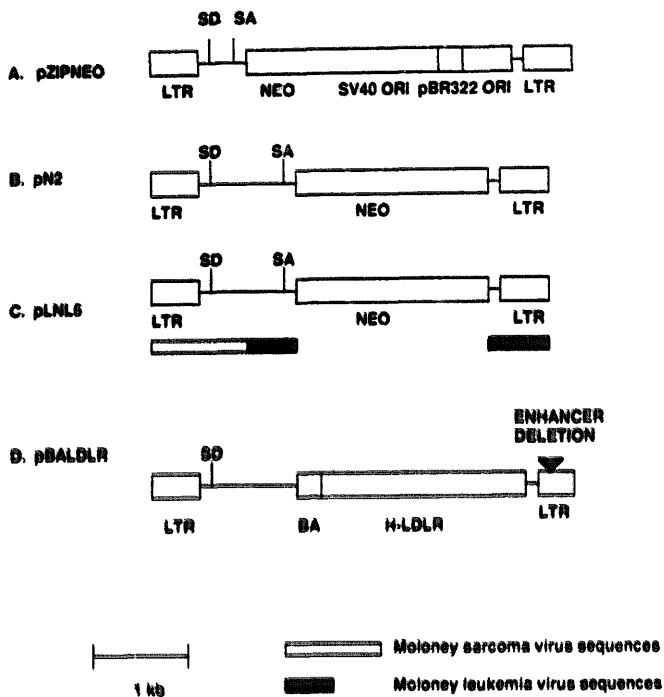 SD SA
A. pZIPNEO
LTR NEO SV40 ORI pBR322 ORI LTR
SD SA
B. pN2
LTR NEO LTR
SD SA
C. pLNL6
LTR NEO LTR
ENHANCER
DELETION
D. pBALDLR
SD
LTR BA H-LDLR LTR
Moloney sarcoma virus sequences
1 kb
Moloney leukemia virus sequences